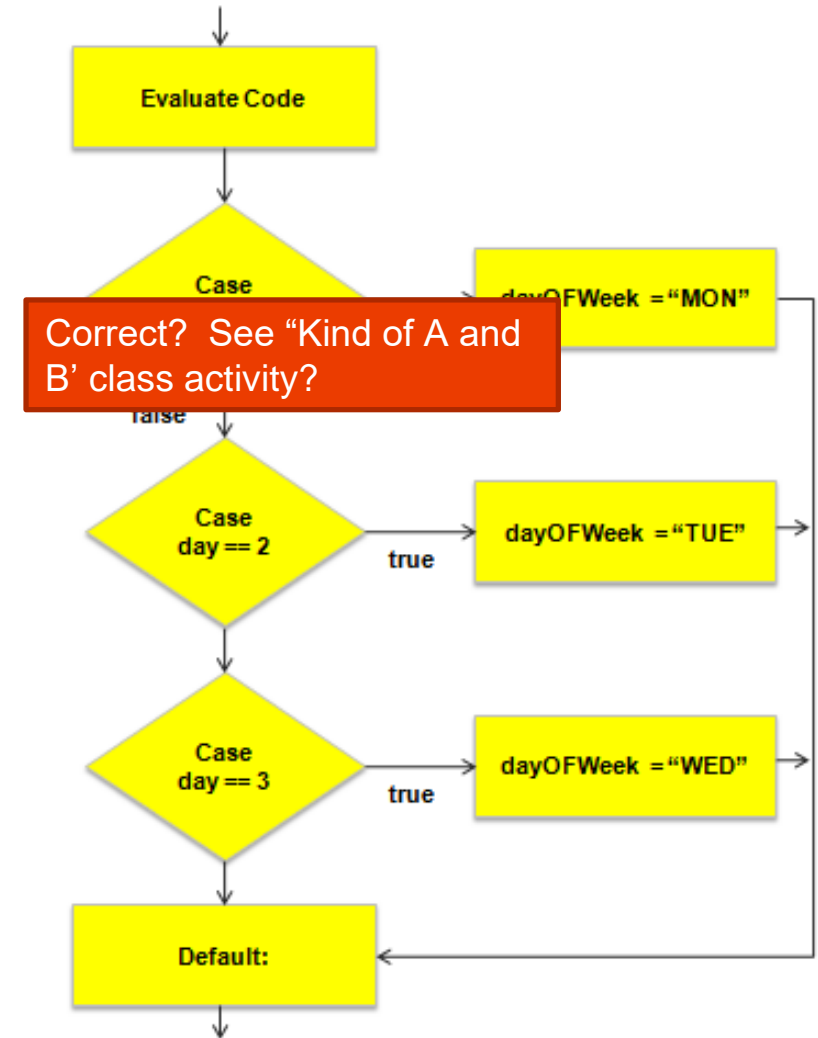 Evaluate Code
Case
dayOFWeek = "MON"
Correct? See “Kind of A and
B’ class activity?
false
Case
day == 2
true
dayOFWeek = "TUE"
Case
day == 3
true
dayOFWeek = "WED"
Default: